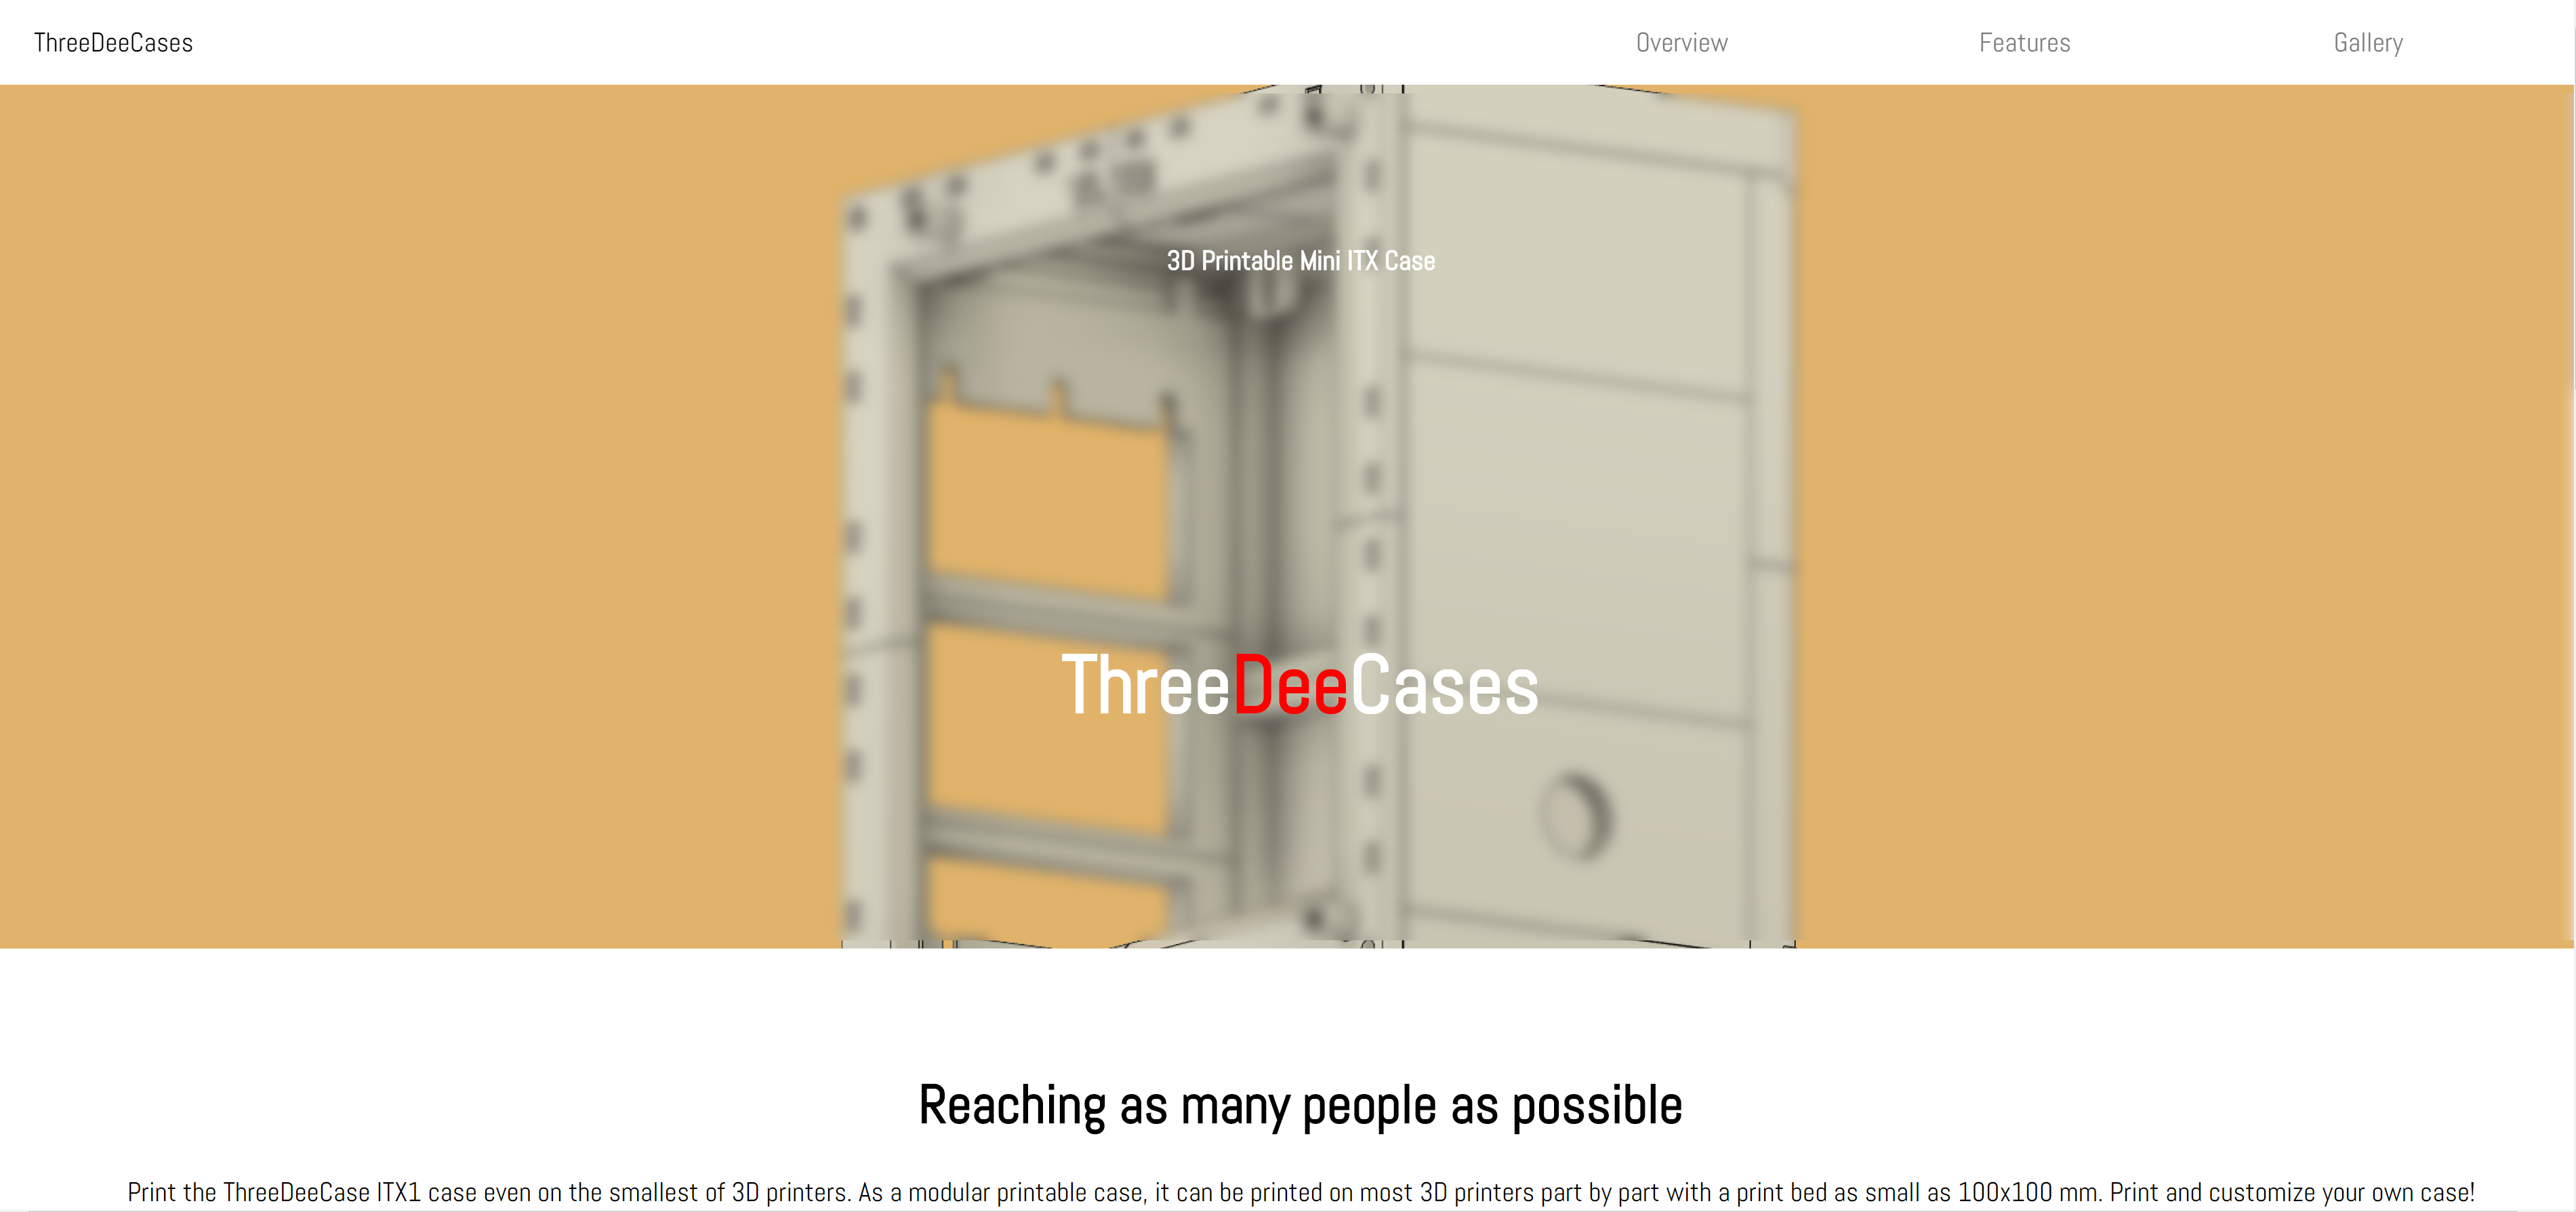 ThreeDeeCases
Overview
Features
Gallery
3D Printable Mini ITX Case
ThreeDeeCases
Reaching as many people as possible
Print the ThreeDeeCase ITX1 case even on the smallest of 3D printers. As a modular printable case, it can be printed on most 3D printers part by part with a print bed as small as 100x100 mm. Print and customize your own case!